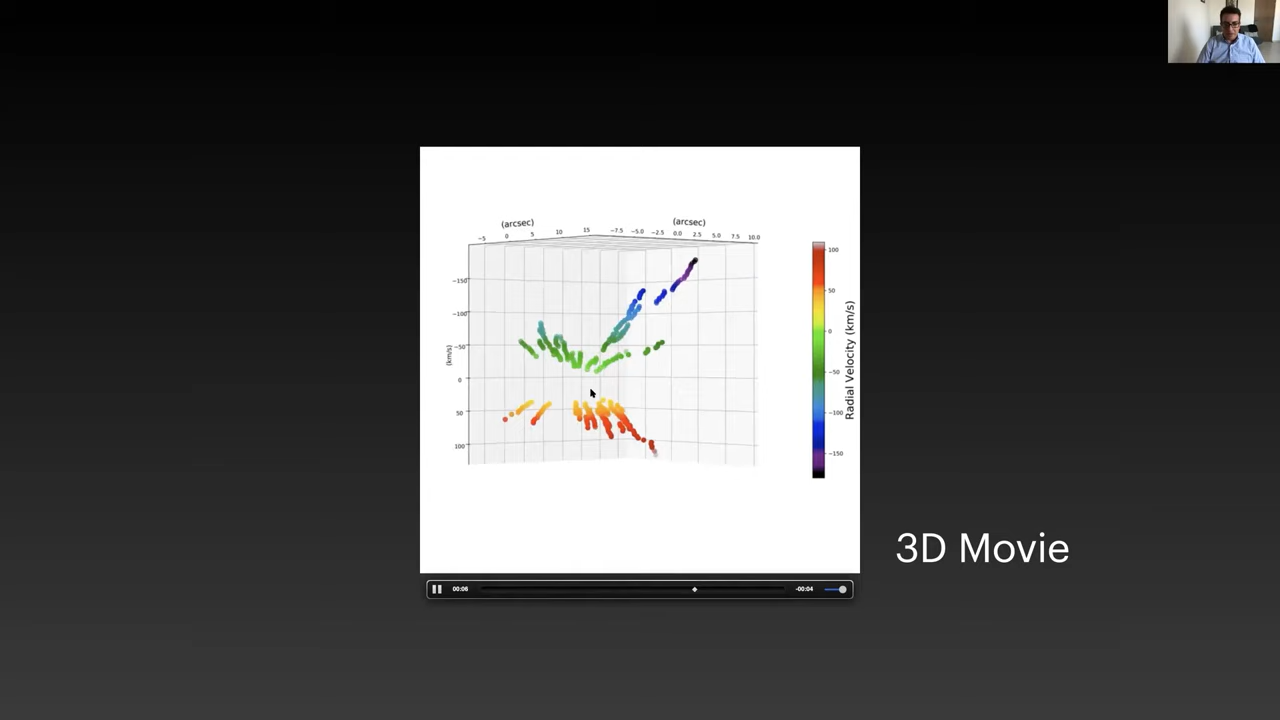 (arcsec)
(arcsec)
−5 0 5 10 15 −7.5 −5.0 −2.5 0.0 2.5 5.0 7.5 10.0
−150
−100
−50
0
50
100
(km/s)
100
50
0
−50
−100
−150
Radial Velocity (km/s)
3D Movie
00:06
-00:04